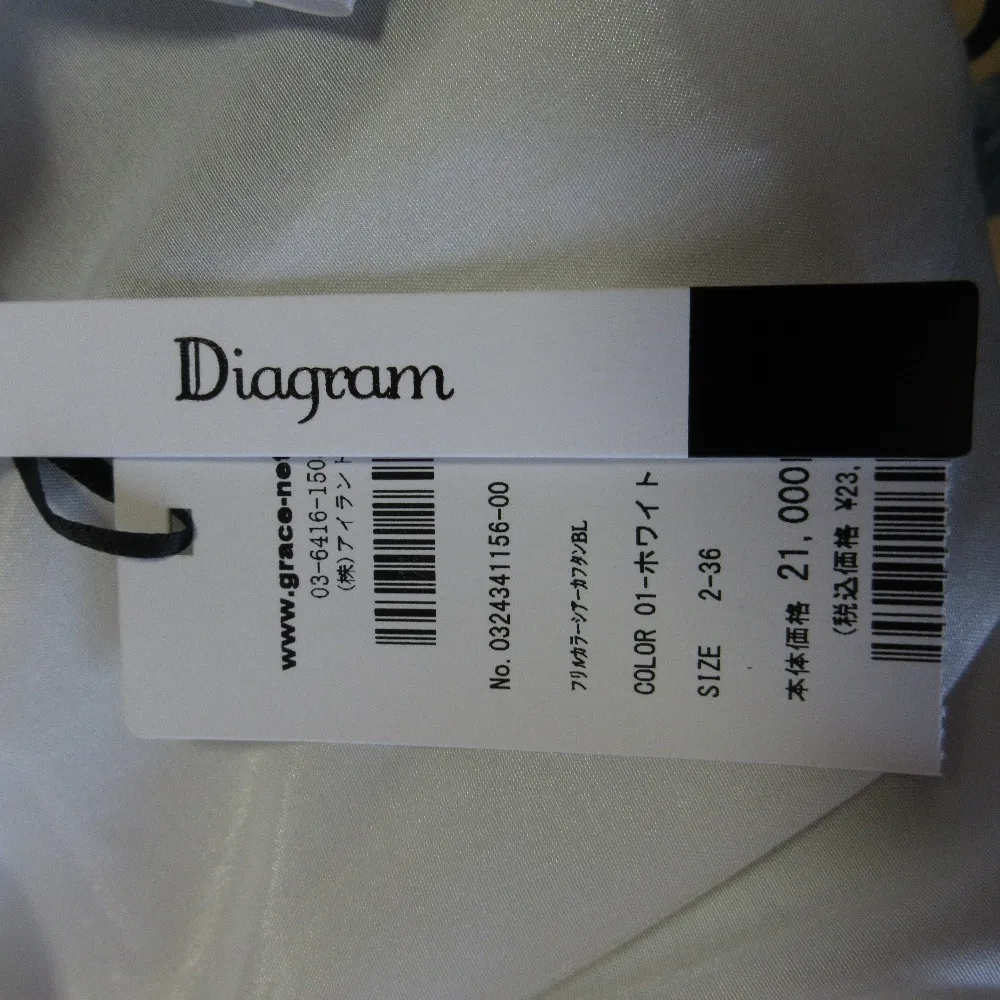 Diagram
www.grace-net
03-6416-150
(株)アイランド
No. 0324341156-00
フリルカラーシアーカフタンBL
COLOR 01-ホワイト
SIZE 2-36
本体価格 21,000
(税込価格 ¥23,